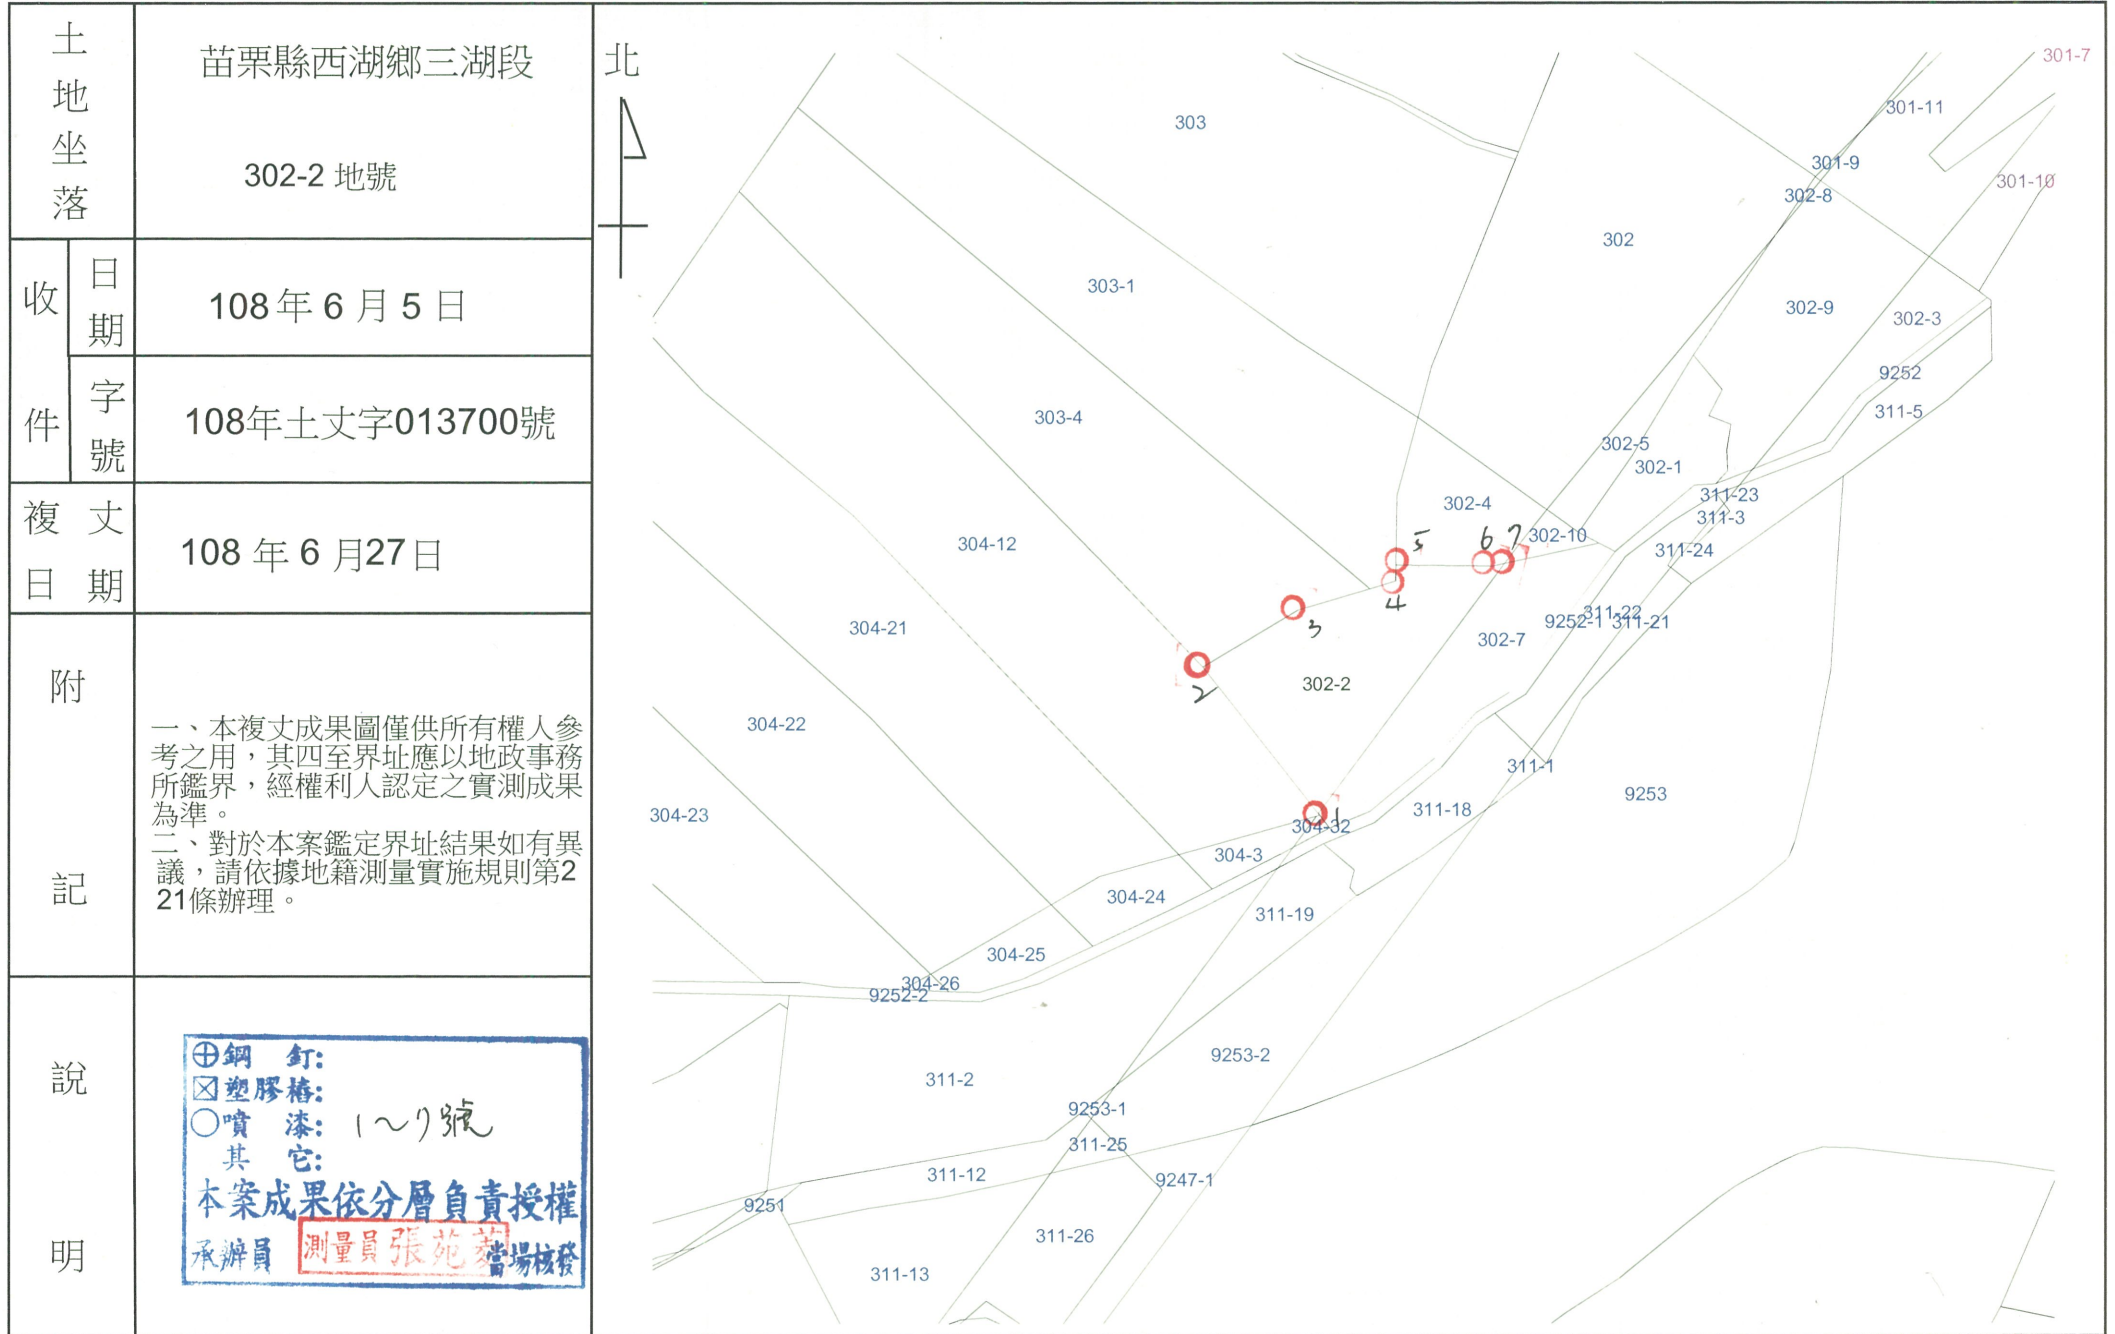 土地坐落
苗栗縣西湖鄉三湖段
302-2 地號
收件
日期
108年 6 月 5 日
字號
108年土丈字013700號
複丈日期
108 年 6 月27日
附記
一、本複丈成果圖僅供所有權人參
考之用，其四至界址應以地政事務
所鑑界，經權利人認定之實測成果
為準。
二、對於本案鑑定界址結果如有異
議，請依據地籍測量實施規則第2
21條辦理。
說明
鋼 釘:
塑膠樁:
噴 漆: 1~7號
其 它:
本案成果依分層負責授權
承辦員 測量員張苑菱 當場核發
北
301-7
301-11
303
301-9
301-10
302-8
302
303-1
302-9
302-3
9252
311-5
303-4
302-5
302-1
311-23
302-4
311-3
5
6
7
302-10
304-12
311-24
4
3
311-22
9252-1
311-21
304-21
302-7
2
302-2
304-22
311-1
9253
311-18
304-23
1
304-32
304-3
304-24
311-19
304-25
304-26
9252-2
9253-2
311-2
9253-1
311-25
311-12
9247-1
9251
311-26
311-13